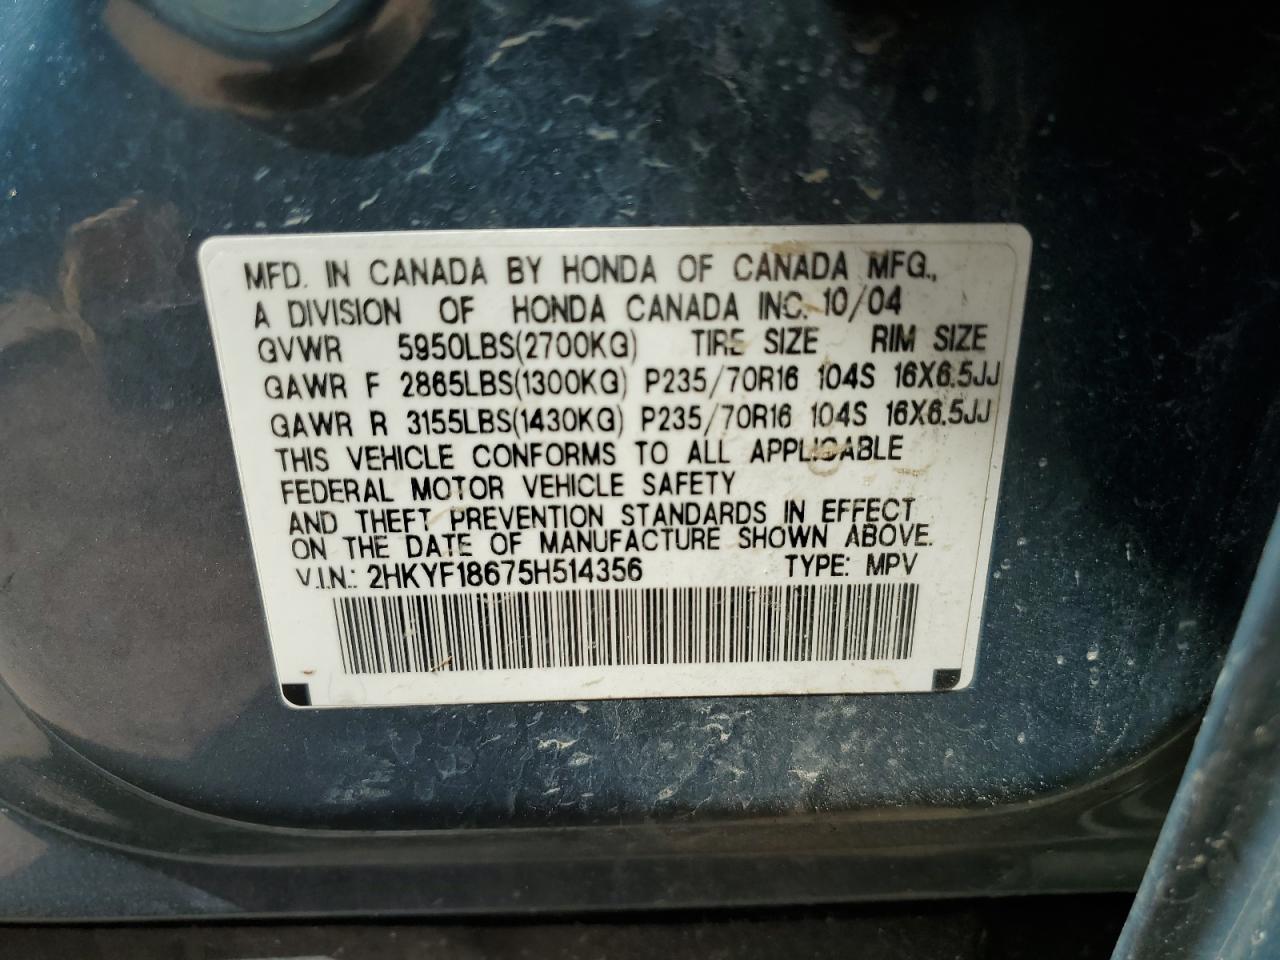 MFD. IN CANADA BY HONDA OF CANADA MFG.,
A DIVISION OF HONDA CANADA INC. 10/04
GVWR 5950LBS(2700KG) TIRE SIZE RIM SIZE
GAWR F 2865LBS(1300KG) P235/70R16 104S 16X6.5JJ
GAWR R 3155LBS(1430KG) P235/70R16 104S 16X6.5JJ
THIS VEHICLE CONFORMS TO ALL APPLICABLE
FEDERAL MOTOR VEHICLE SAFETY
AND THEFT PREVENTION STANDARDS IN EFFECT
ON THE DATE OF MANUFACTURE SHOWN ABOVE.
V.I.N.: 2HKYF18675H514356 TYPE: MPV